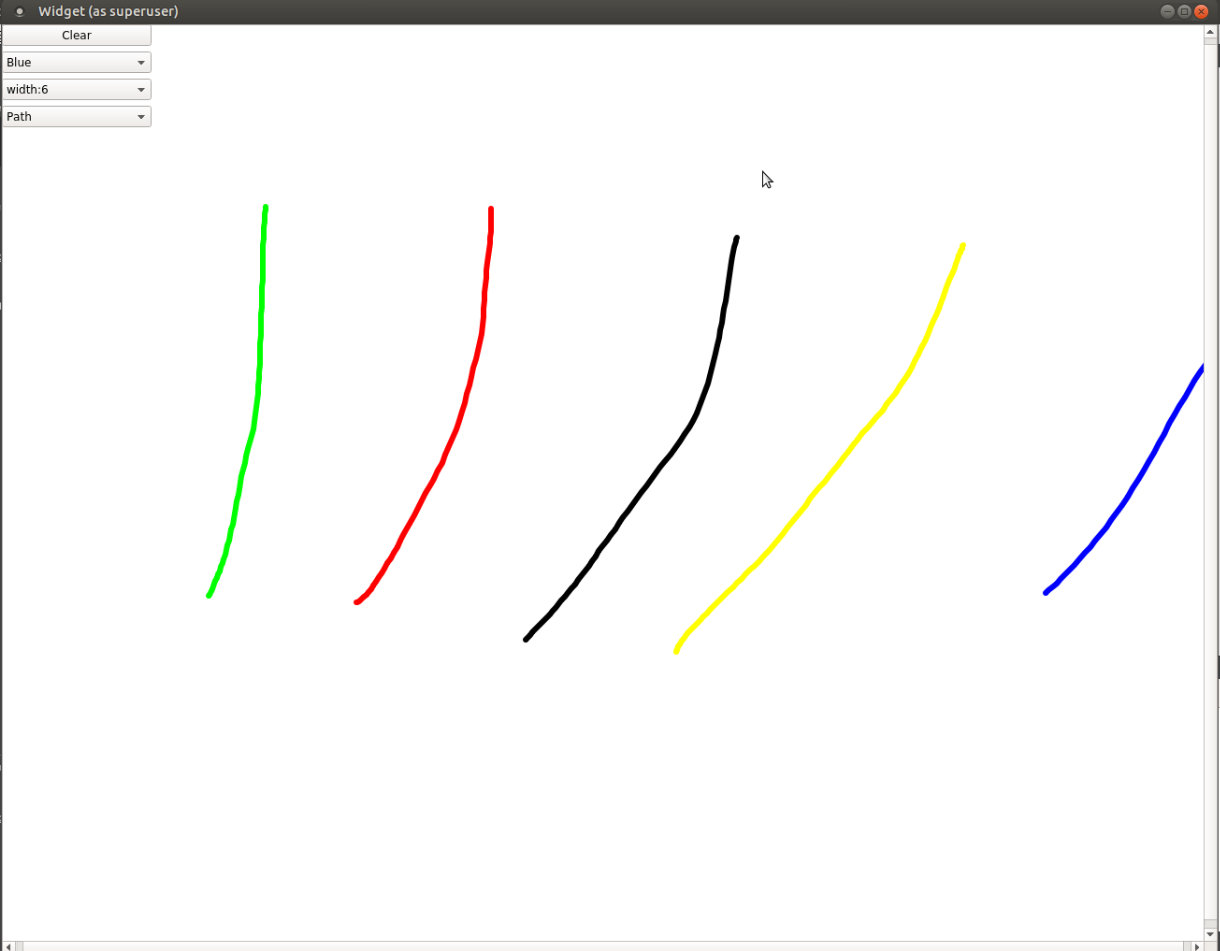 Widget (as superuser)
Clear
Blue
width:6
Path